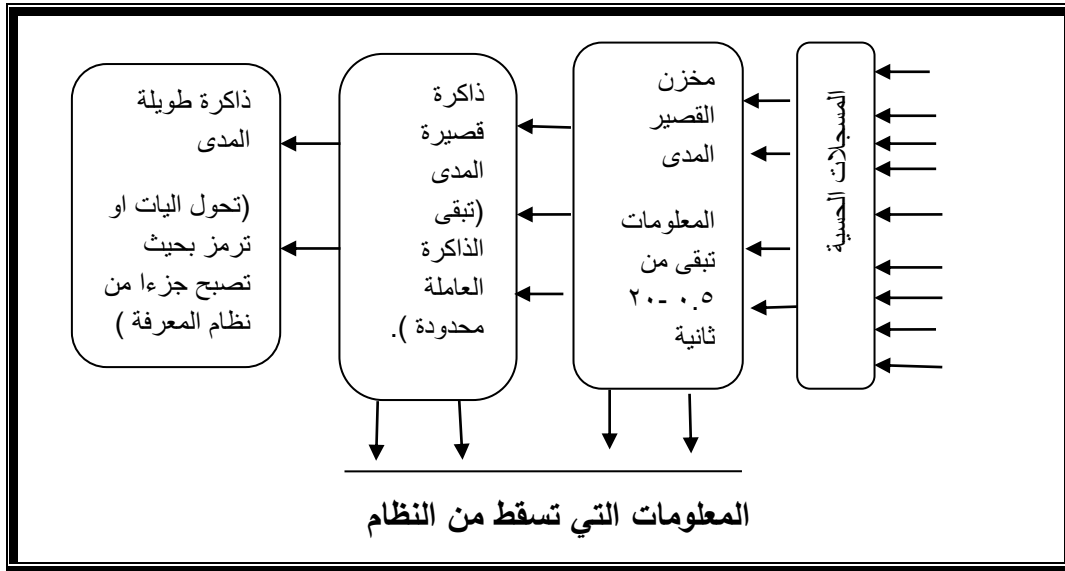 المسجلات الحسية
مخزن
القصير
المدى
المعلومات
تبقى من
٠.٥ -٢٠
ثانية
ذاكرة
قصيرة
المدى
(تبقى
الذاكرة
العاملة
محدودة ).
ذاكرة طويلة
المدى
(تحول اليات او
ترمز بحيث
تصبح جزءا من
نظام المعرفة )
المعلومات التي تسقط من النظام